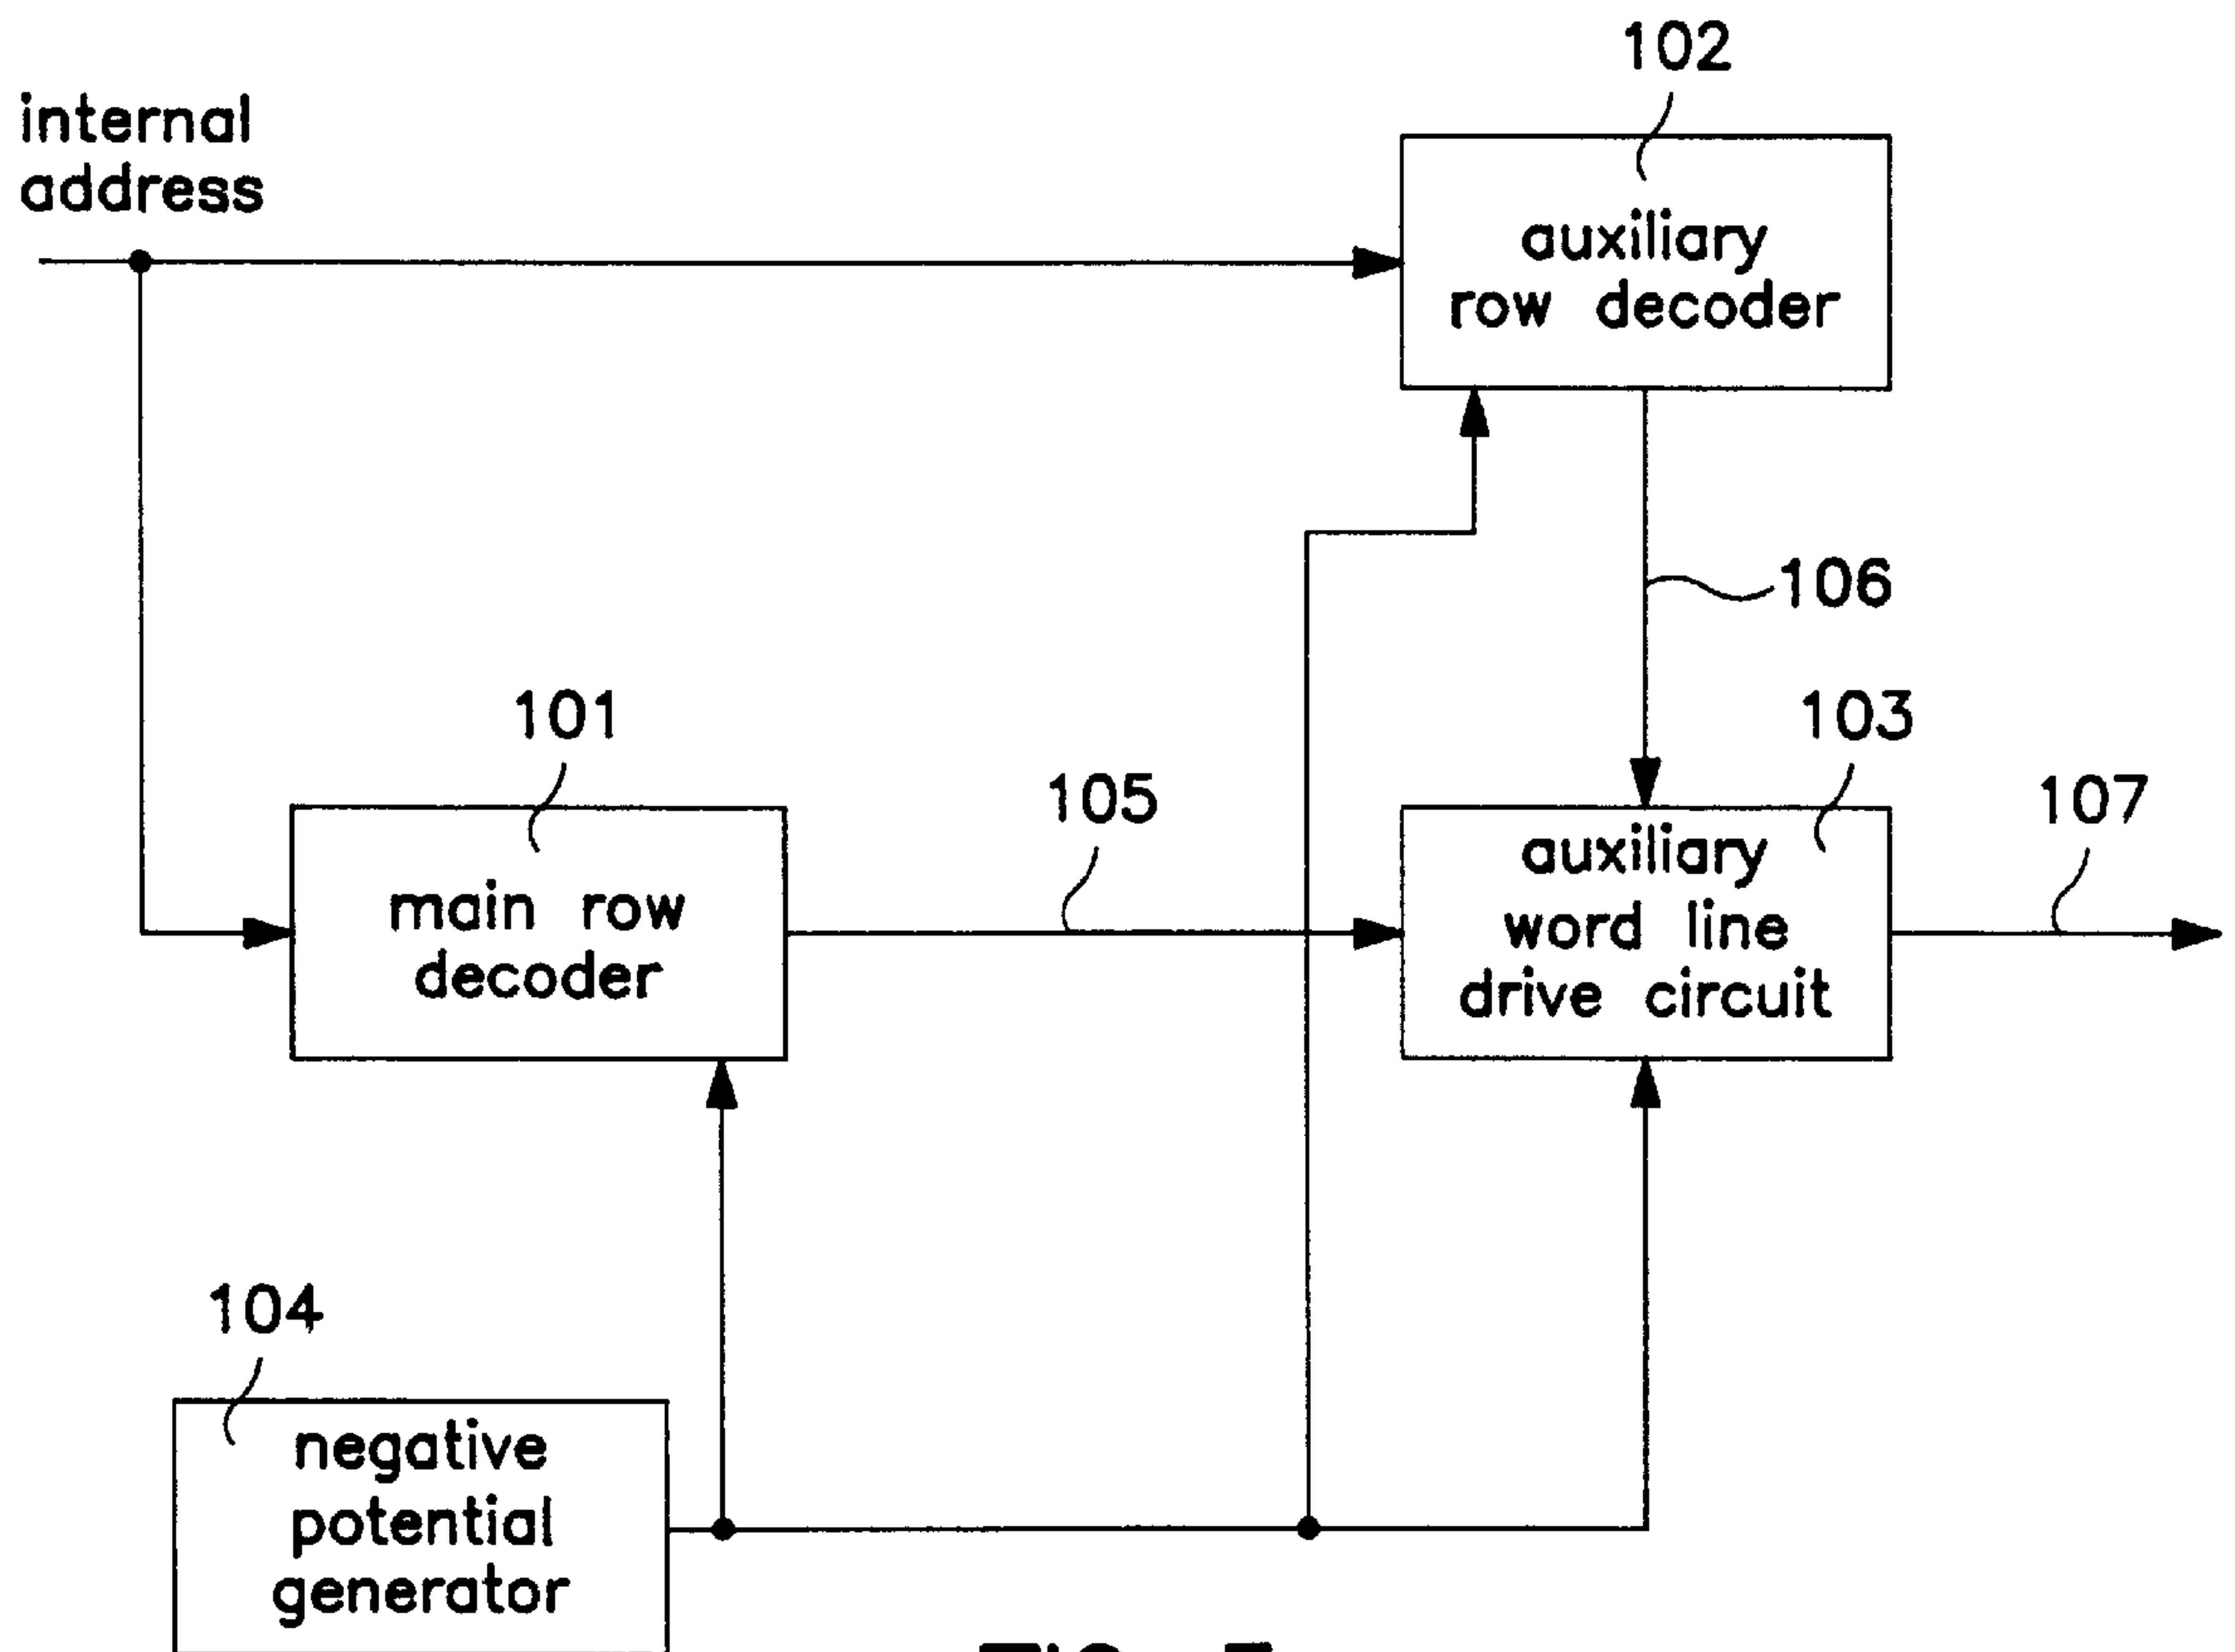 102
internal
address
auxiliary
row decoder
106
101
103
105
107
main row
decoder
auxiliary
word line
drive circuit
104
negative
potential
generator